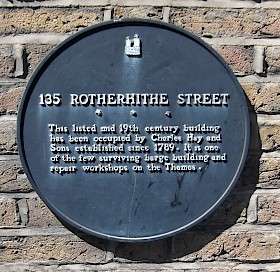 135 ROTHERHITHE STREET
This listed mid 19th century building
has been occupied by Charles Hay and
Sons established since 1789. It is one
of the few surviving barge building and
repair workshops on the Thames.